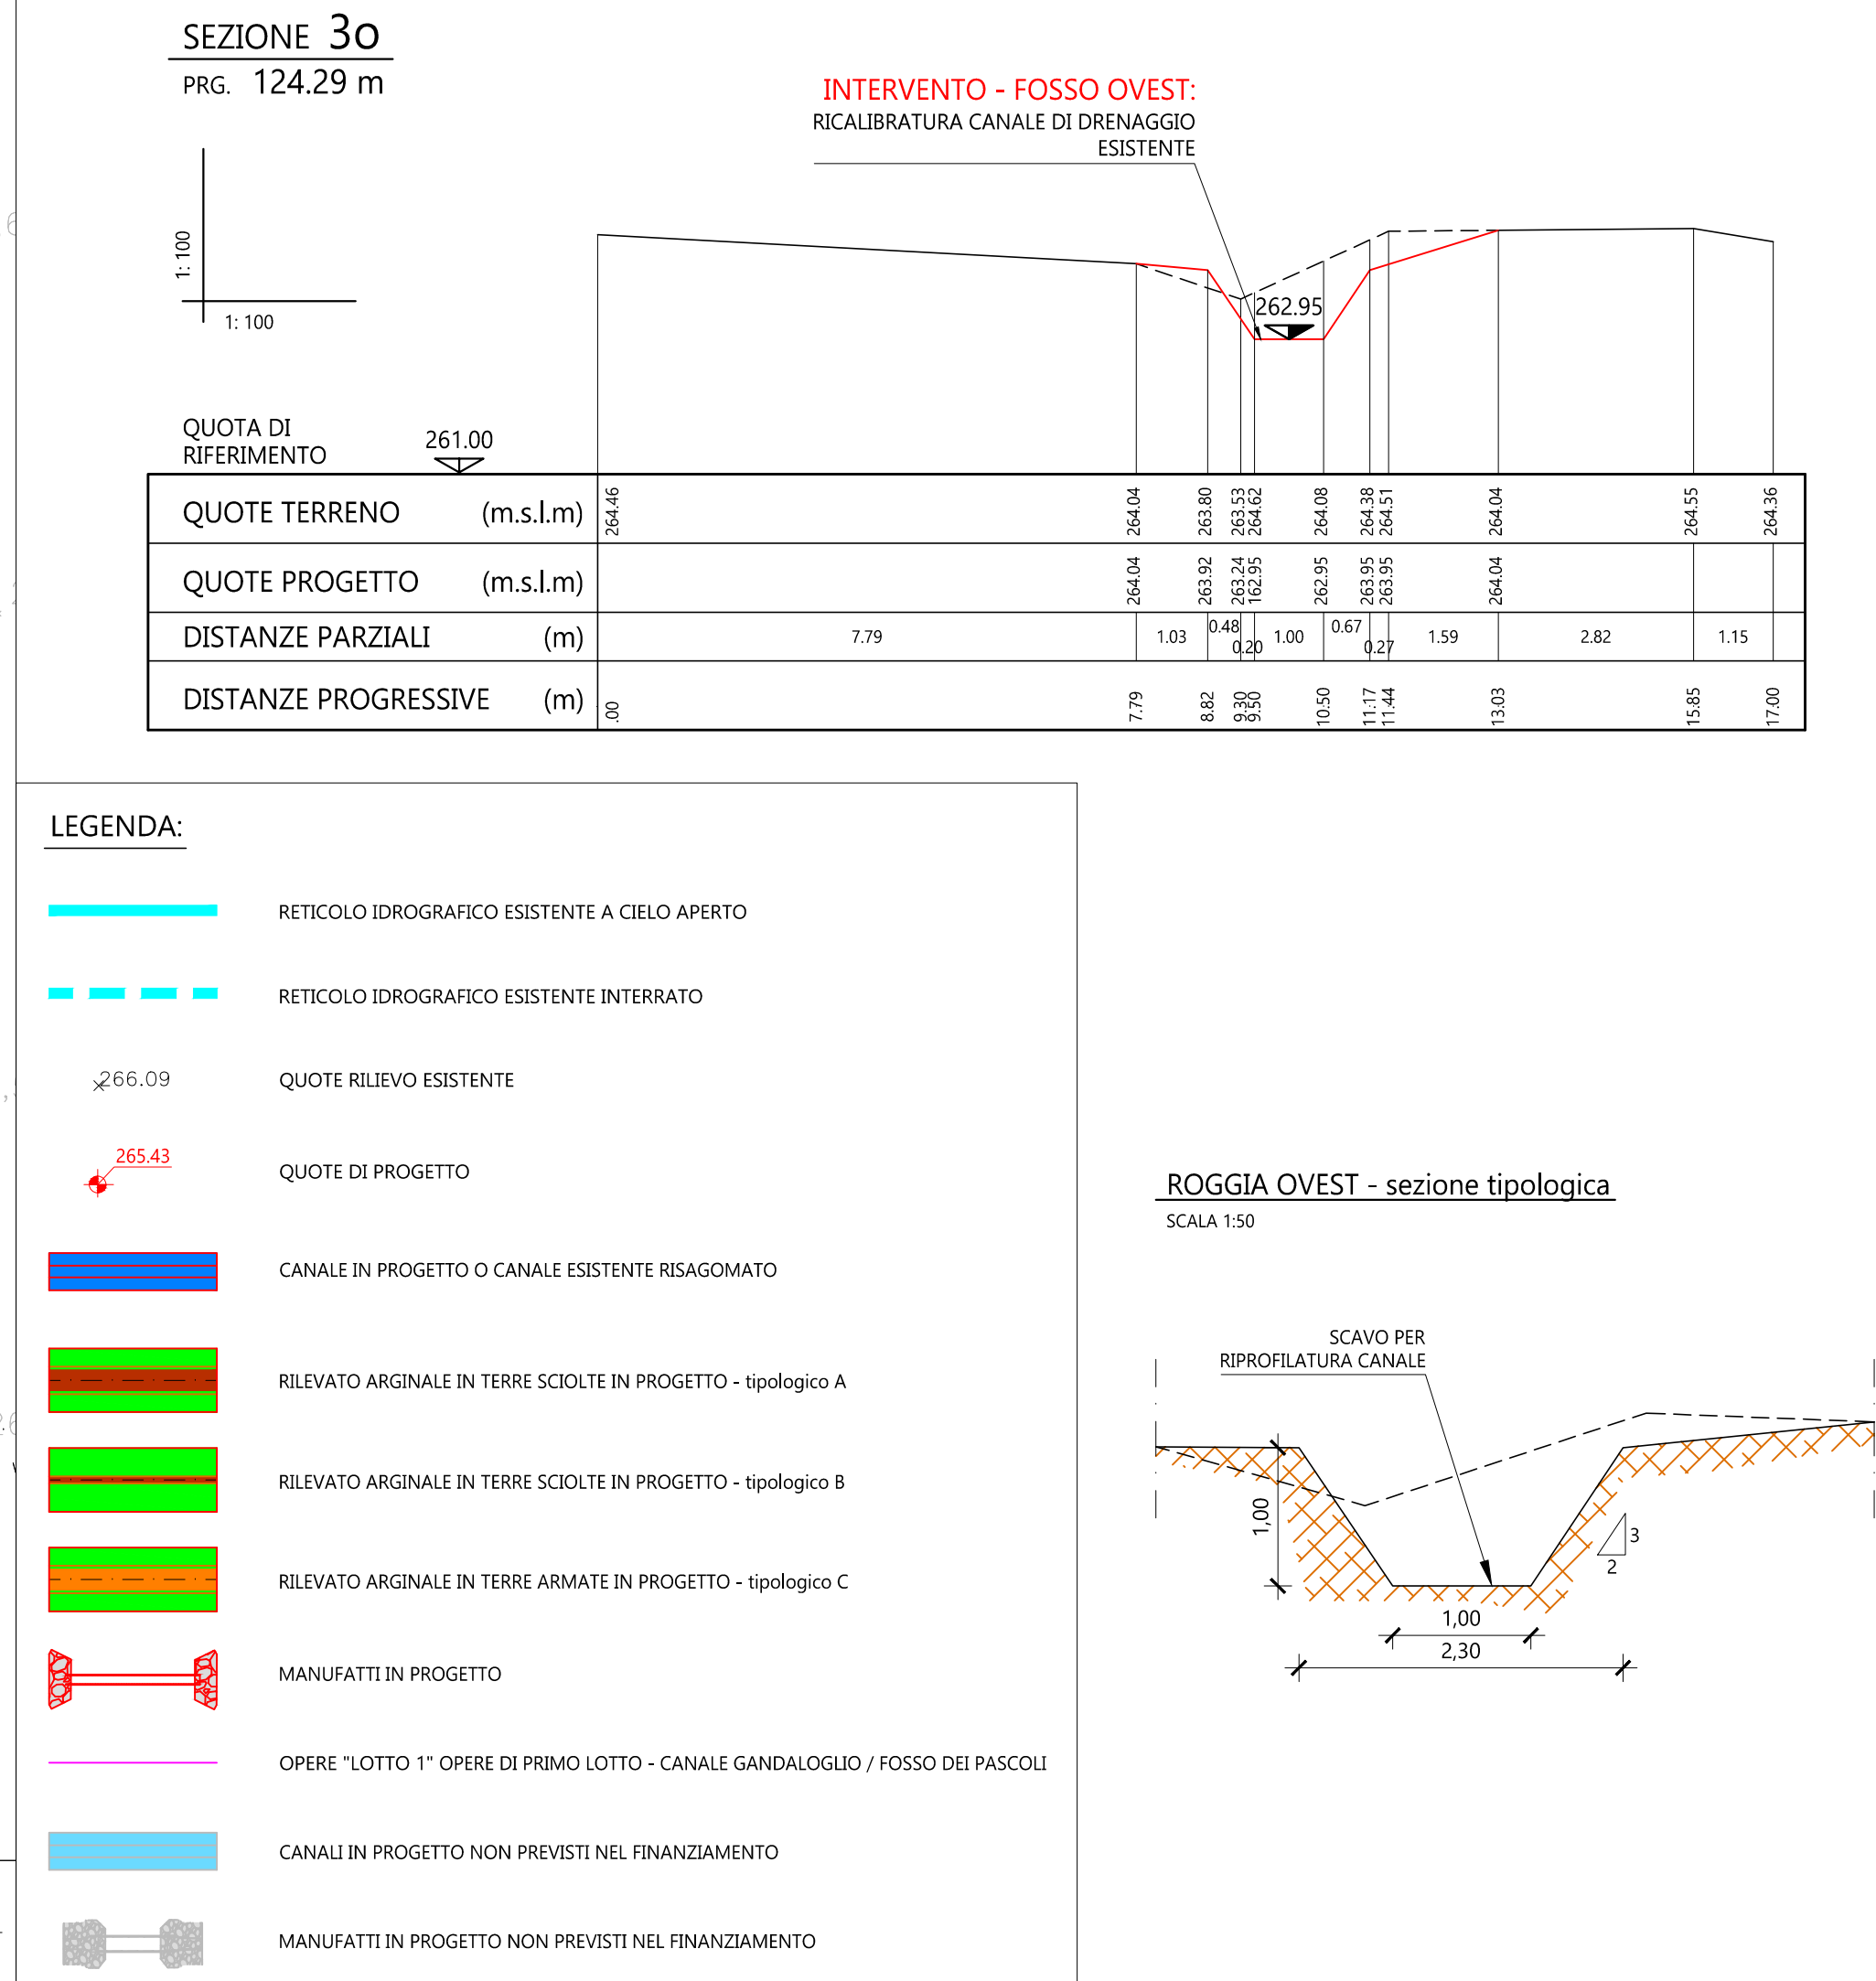 SEZIONE 3o
PRG. 124.29 m
INTERVENTO - FOSSO OVEST:
RICALIBRATURA CANALE DI DRENAGGIO
ESISTENTE
1: 100
1: 100
262.95
QUOTA DI
RIFERIMENTO
261.00
QUOTE TERRENO (m.s.l.m) 264.46 264.04 263.80 263.53 264.62 264.08 264.38 264.51 264.04 264.55 264.36
QUOTE PROGETTO (m.s.l.m) 264.04 263.92 263.24 162.95 262.95 263.95 263.95 264.04
DISTANZE PARZIALI (m) 7.79 1.03 0.48 0.20 1.00 0.67 0.27 1.59 2.82 1.15
DISTANZE PROGRESSIVE (m) .00 7.79 8.82 9.30 9.50 10.50 11.17 11.44 13.03 15.85 17.00
LEGENDA:
RETICOLO IDROGRAFICO ESISTENTE A CIELO APERTO
RETICOLO IDROGRAFICO ESISTENTE INTERRATO
266.09 QUOTE RILIEVO ESISTENTE
265.43 QUOTE DI PROGETTO
CANALE IN PROGETTO O CANALE ESISTENTE RISAGOMATO
RILEVATO ARGINALE IN TERRE SCIOLTE IN PROGETTO - tipologico A
RILEVATO ARGINALE IN TERRE SCIOLTE IN PROGETTO - tipologico B
RILEVATO ARGINALE IN TERRE ARMATE IN PROGETTO - tipologico C
MANUFATTI IN PROGETTO
OPERE "LOTTO 1" OPERE DI PRIMO LOTTO - CANALE GANDALOGLIO / FOSSO DEI PASCOLI
CANALI IN PROGETTO NON PREVISTI NEL FINANZIAMENTO
MANUFATTI IN PROGETTO NON PREVISTI NEL FINANZIAMENTO
ROGGIA OVEST - sezione tipologica
SCALA 1:50
SCAVO PER
RIPROFILATURA CANALE
1,00
3
2
1,00
2,30